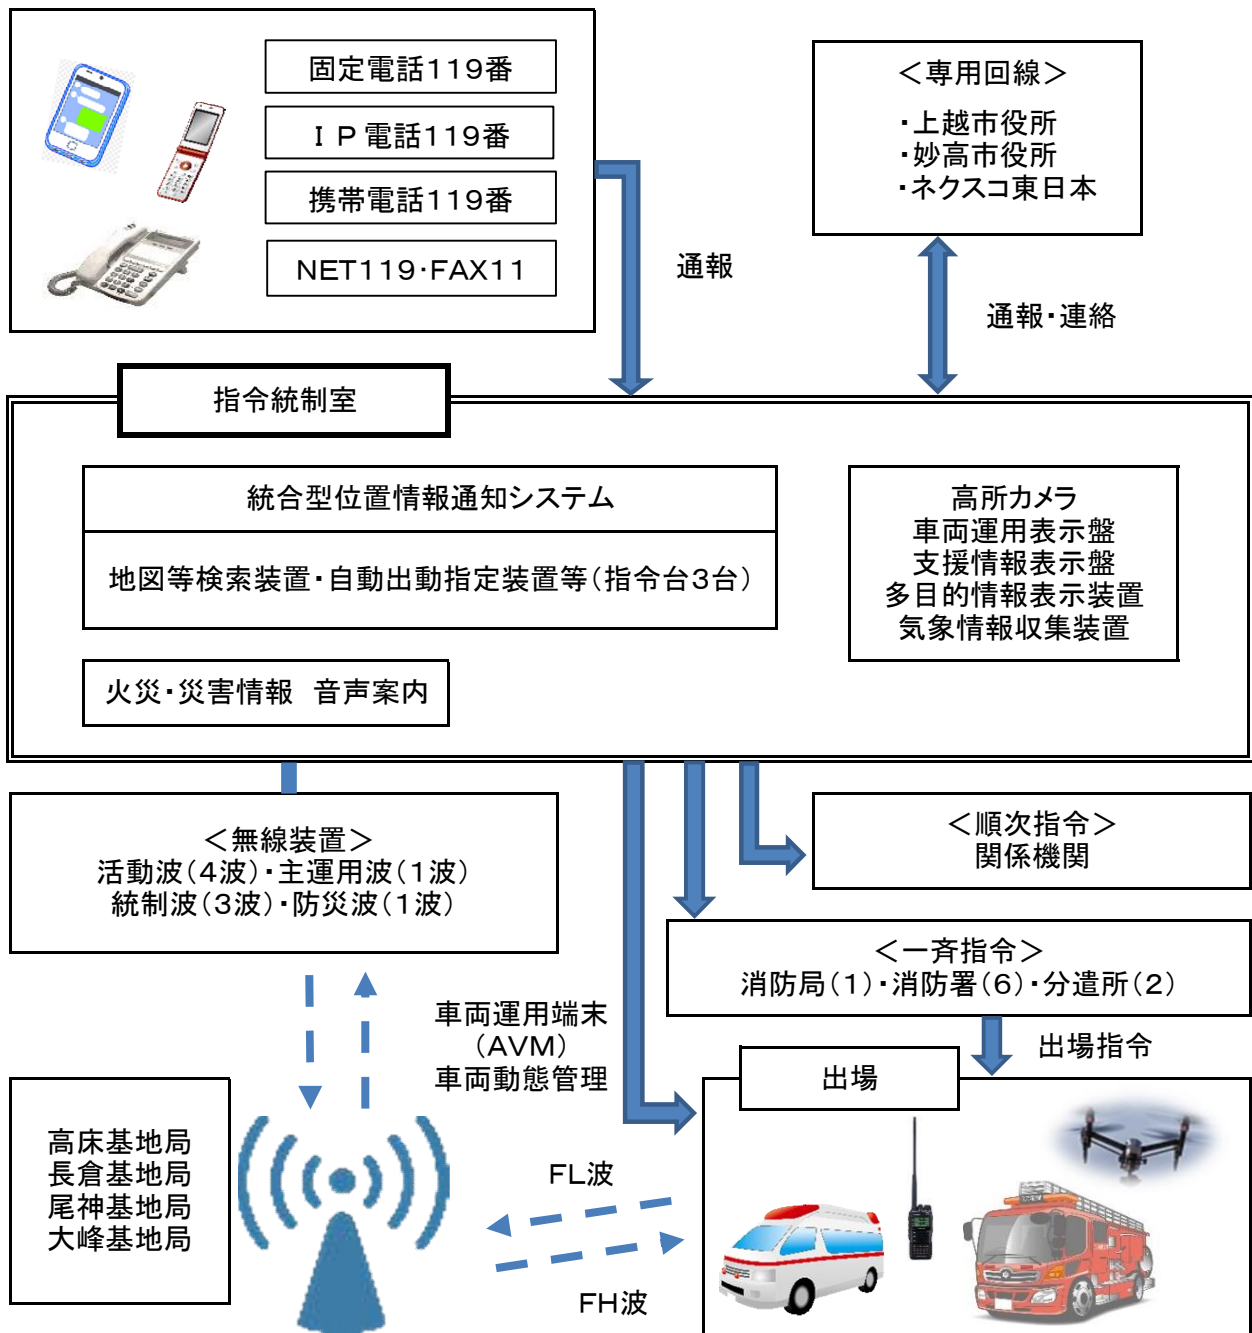 固定電話119番
ＩＰ電話119番
携帯電話119番
NET119・FAX11
通報
＜専用回線＞
・上越市役所
・妙高市役所
・ネクスコ東日本
通報・連絡
指令統制室
統合型位置情報通知システム
地図等検索装置・自動出動指定装置等(指令台3台)
高所カメラ
車両運用表示盤
支援情報表示盤
多目的情報表示装置
気象情報収集装置
火災・災害情報　音声案内
＜無線装置＞
活動波(4波)・主運用波(1波)
統制波(3波)・防災波(1波)
＜順次指令＞
関係機関
＜一斉指令＞
消防局(1)・消防署(6)・分遣所(2)
車両運用端末
(AVM)
車両動態管理
出場指令
出場
高床基地局
長倉基地局
尾神基地局
大峰基地局
FL波
FH波